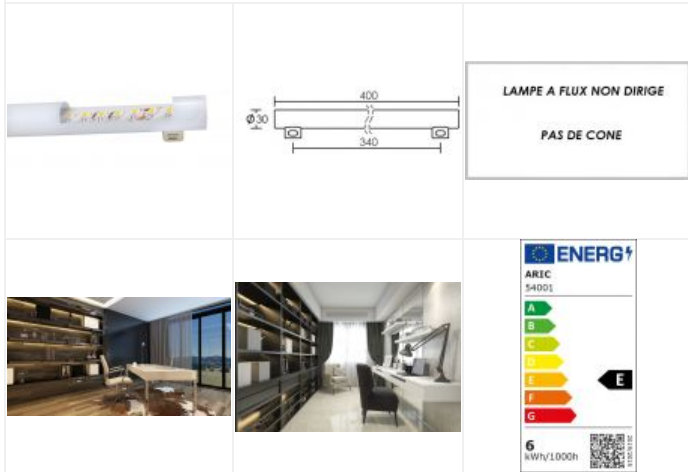 400
Ø30
340
LAMPE A FLUX NON DIRIGE
PAS DE CONE
ENERG
ARIC
54001
A
B
C
D
E
E
F
G
6
kWh/1000h